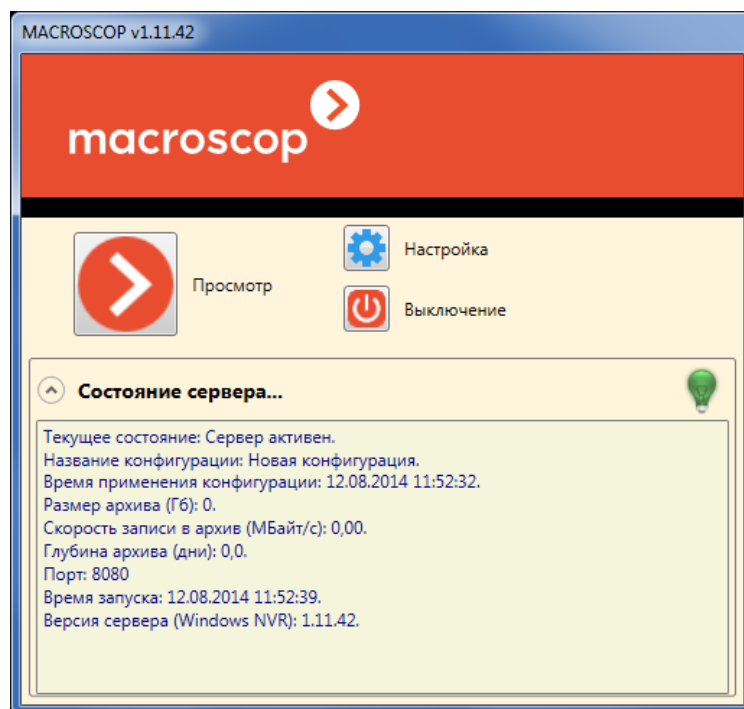 MACROSCOP v1.11.42
macroscop
Просмотр
Настройка
Выключение
Состояние сервера...
Текущее состояние: Сервер активен.
Название конфигурации: Новая конфигурация.
Время применения конфигурации: 12.08.2014 11:52:32.
Размер архива (Гб): 0.
Скорость записи в архив (МБайт/с): 0,00.
Глубина архива (дни): 0,0.
Порт: 8080
Время запуска: 12.08.2014 11:52:39.
Версия сервера (Windows NVR): 1.11.42.